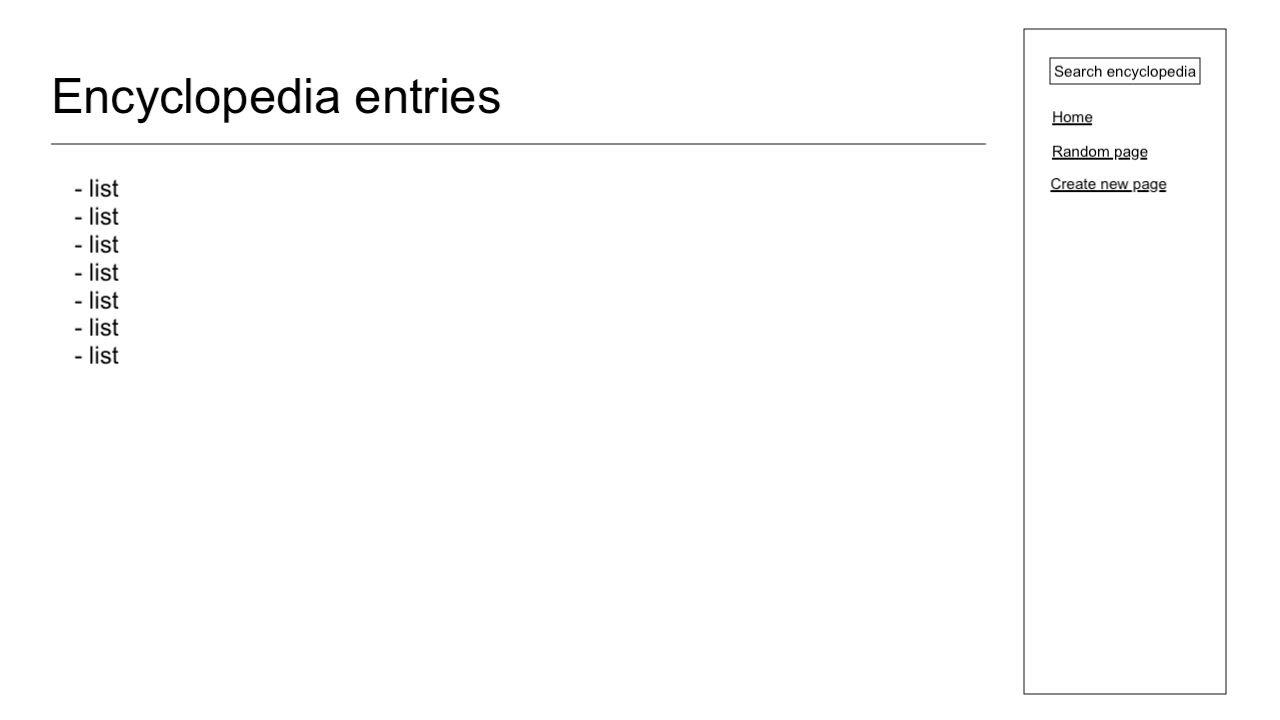 Encyclopedia entries
- list
- list
- list
- list
- list
- list
- list
Search encyclopedia
Home
Random page
Create new page